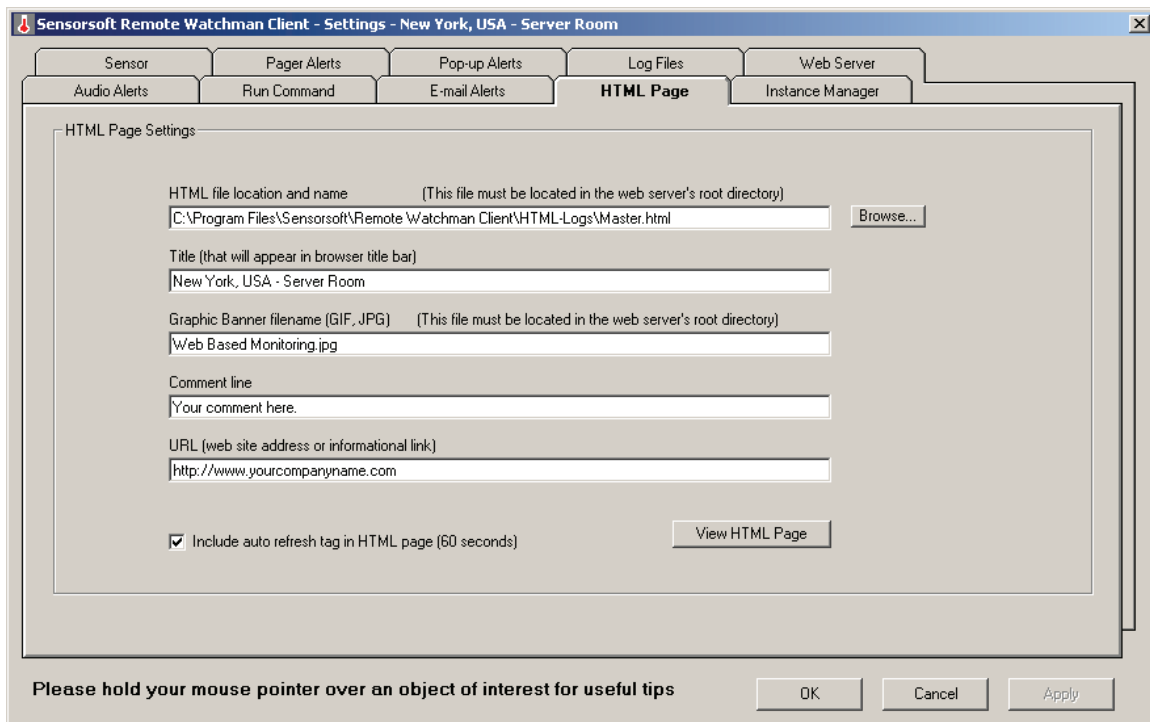 Sensorsoft Remote Watchman Client - Settings - New York, USA - Server Room
Sensor Pager Alerts Pop-up Alerts Log Files Web Server
Audio Alerts Run Command E-mail Alerts HTML Page Instance Manager
HTML Page Settings
HTML file location and name (This file must be located in the web server's root directory)
C:\Program Files\Sensorsoft\Remote Watchman Client\HTML-Logs\Master.html Browse...
Title (that will appear in browser title bar)
New York, USA - Server Room
Graphic Banner filename (GIF, JPG) (This file must be located in the web server's root directory)
Web Based Monitoring.jpg
Comment line
Your comment here.
URL (web site address or informational link)
http://www.yourcompanyname.com
Include auto refresh tag in HTML page (60 seconds) View HTML Page
Please hold your mouse pointer over an object of interest for useful tips OK Cancel Apply